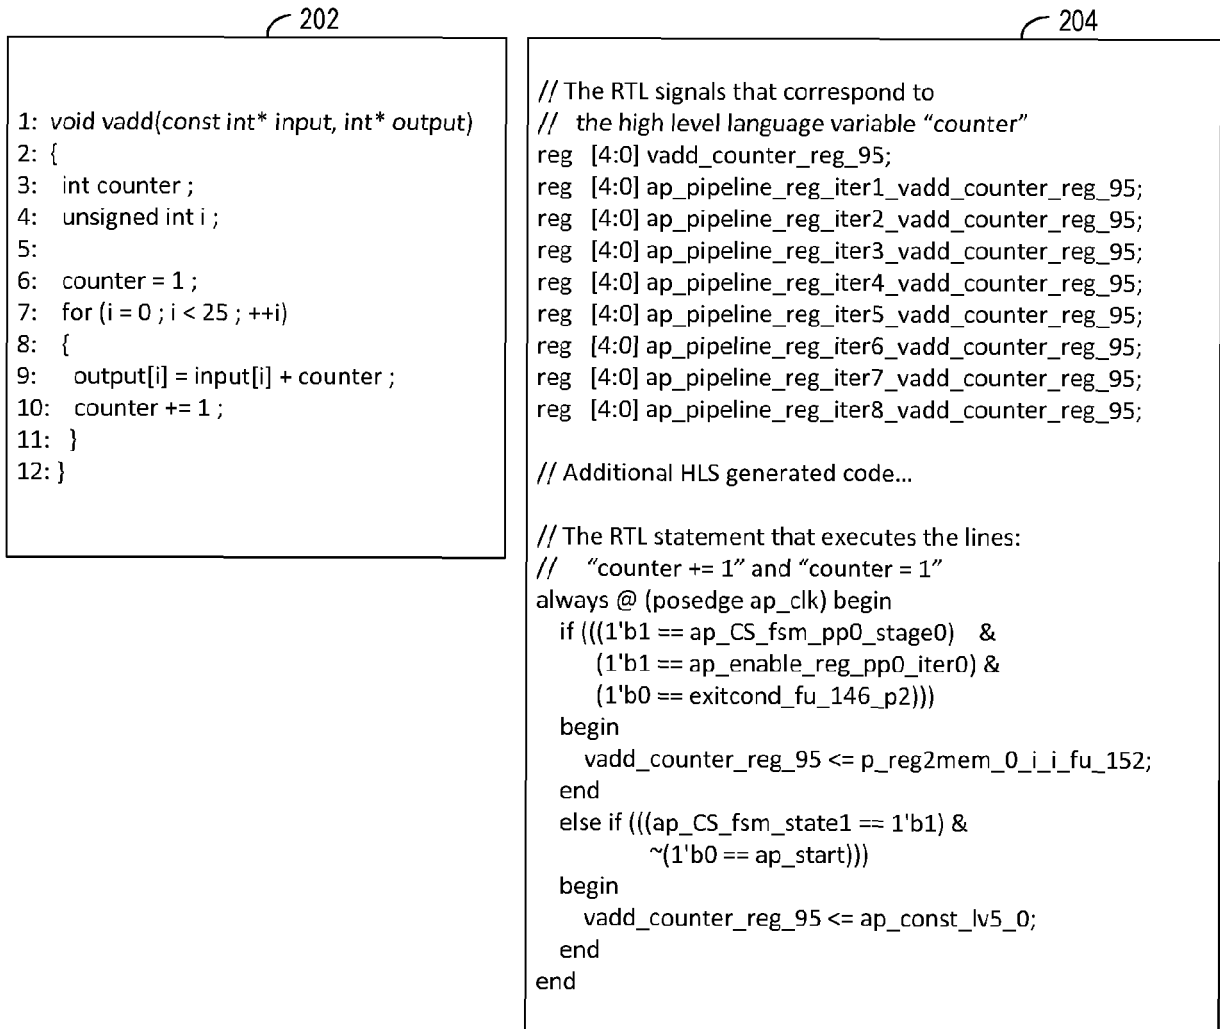 202
1: void vadd(const int* input, int* output)
2: {
3: int counter ;
4: unsigned int i ;
5:
6: counter = 1 ;
7: for (i = 0 ; i < 25 ; ++i)
8: {
9: output[i] = input[i] + counter ;
10: counter += 1 ;
11: }
12: }
204
// The RTL signals that correspond to
// the high level language variable “counter”
reg [4:0] vadd_counter_reg_95;
reg [4:0] ap_pipeline_reg_iter1_vadd_counter_reg_95;
reg [4:0] ap_pipeline_reg_iter2_vadd_counter_reg_95;
reg [4:0] ap_pipeline_reg_iter3_vadd_counter_reg_95;
reg [4:0] ap_pipeline_reg_iter4_vadd_counter_reg_95;
reg [4:0] ap_pipeline_reg_iter5_vadd_counter_reg_95;
reg [4:0] ap_pipeline_reg_iter6_vadd_counter_reg_95;
reg [4:0] ap_pipeline_reg_iter7_vadd_counter_reg_95;
reg [4:0] ap_pipeline_reg_iter8_vadd_counter_reg_95;
// Additional HLS generated code...
// The RTL statement that executes the lines:
// “counter += 1” and “counter = 1”
always @ (posedge ap_clk) begin
if (((1'b1 == ap_CS_fsm_pp0_stage0) &
(1'b1 == ap_enable_reg_pp0_iter0) &
(1'b0 == exitcond_fu_146_p2)))
begin
vadd_counter_reg_95 <= p_reg2mem_0_i_i_fu_152;
end
else if (((ap_CS_fsm_state1 == 1'b1) &
~(1'b0 == ap_start)))
begin
vadd_counter_reg_95 <= ap_const_lv5_0;
end
end